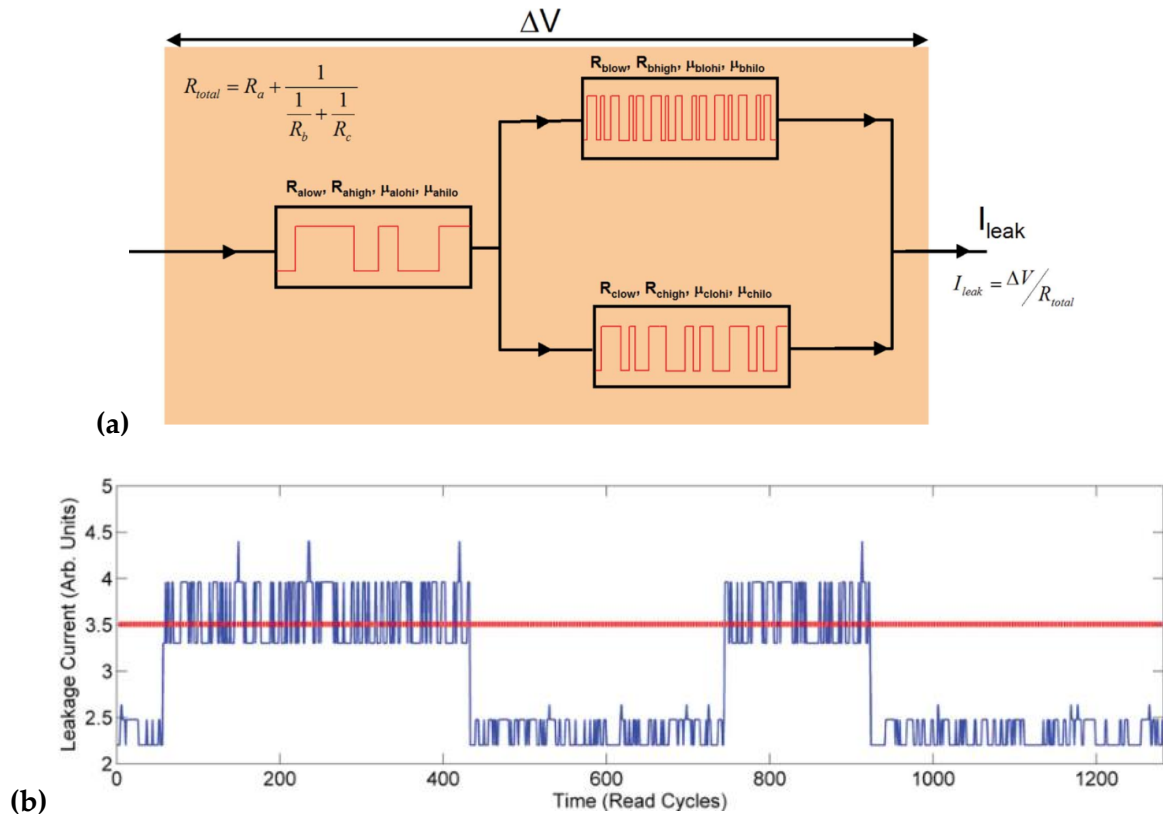 ΔV
R_total = R_a + 1 / (1/R_b + 1/R_c)
R_blow, R_bhigh, μ_blohi, μ_bhilo
R_alow, R_ahigh, μ_alohi, μ_ahilo
I_leak
I_leak = ΔV/R_total
R_clow, R_chigh, μ_clohi, μ_chilo
(a)
5
4.5
4
3.5
3
2.5
2
Leakage Current (Arb. Units)
0 200 400 600 800 1000 1200
Time (Read Cycles)
(b)